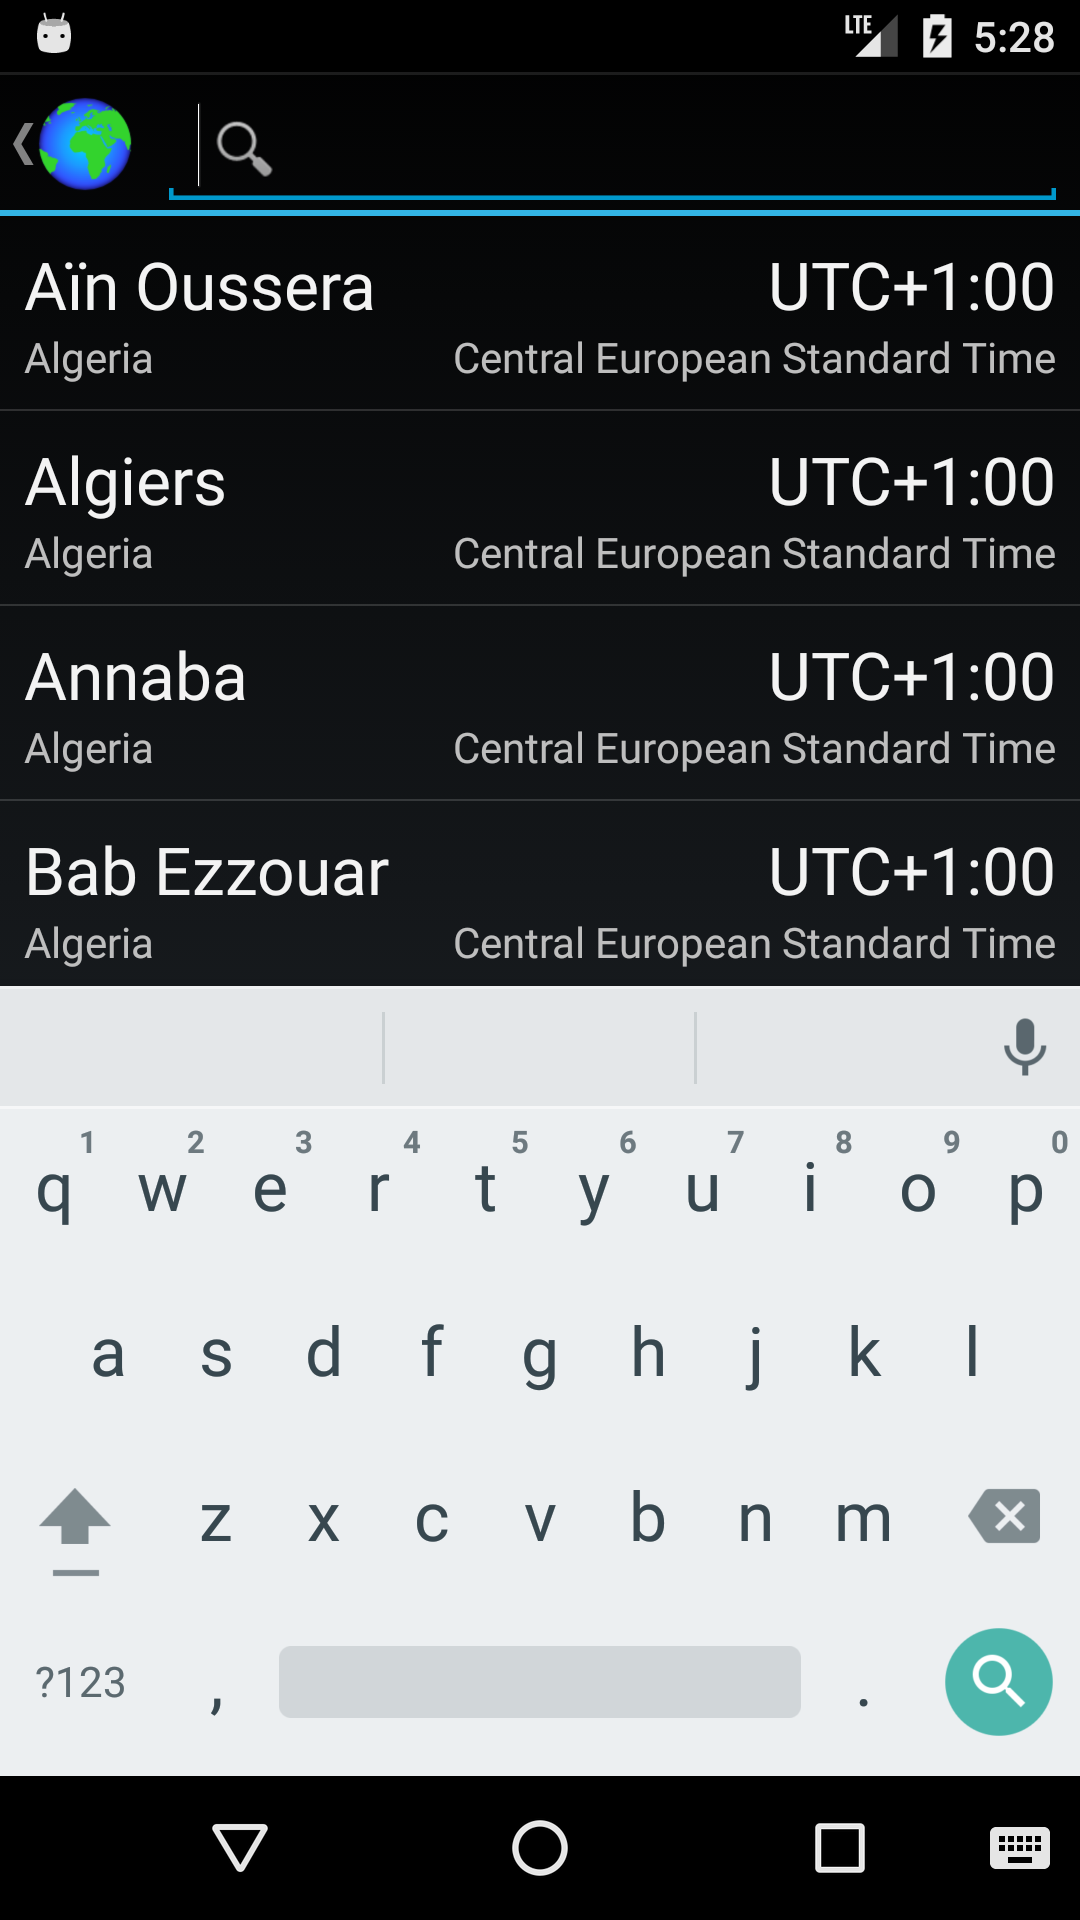 LTE 5:28
Aïn Oussera UTC+1:00
Algeria Central European Standard Time
Algiers UTC+1:00
Algeria Central European Standard Time
Annaba UTC+1:00
Algeria Central European Standard Time
Bab Ezzouar UTC+1:00
Algeria Central European Standard Time
1 2 3 4 5 6 7 8 9 0
q w e r t y u i o p
a s d f g h j k l
z x c v b n m
?123 , .